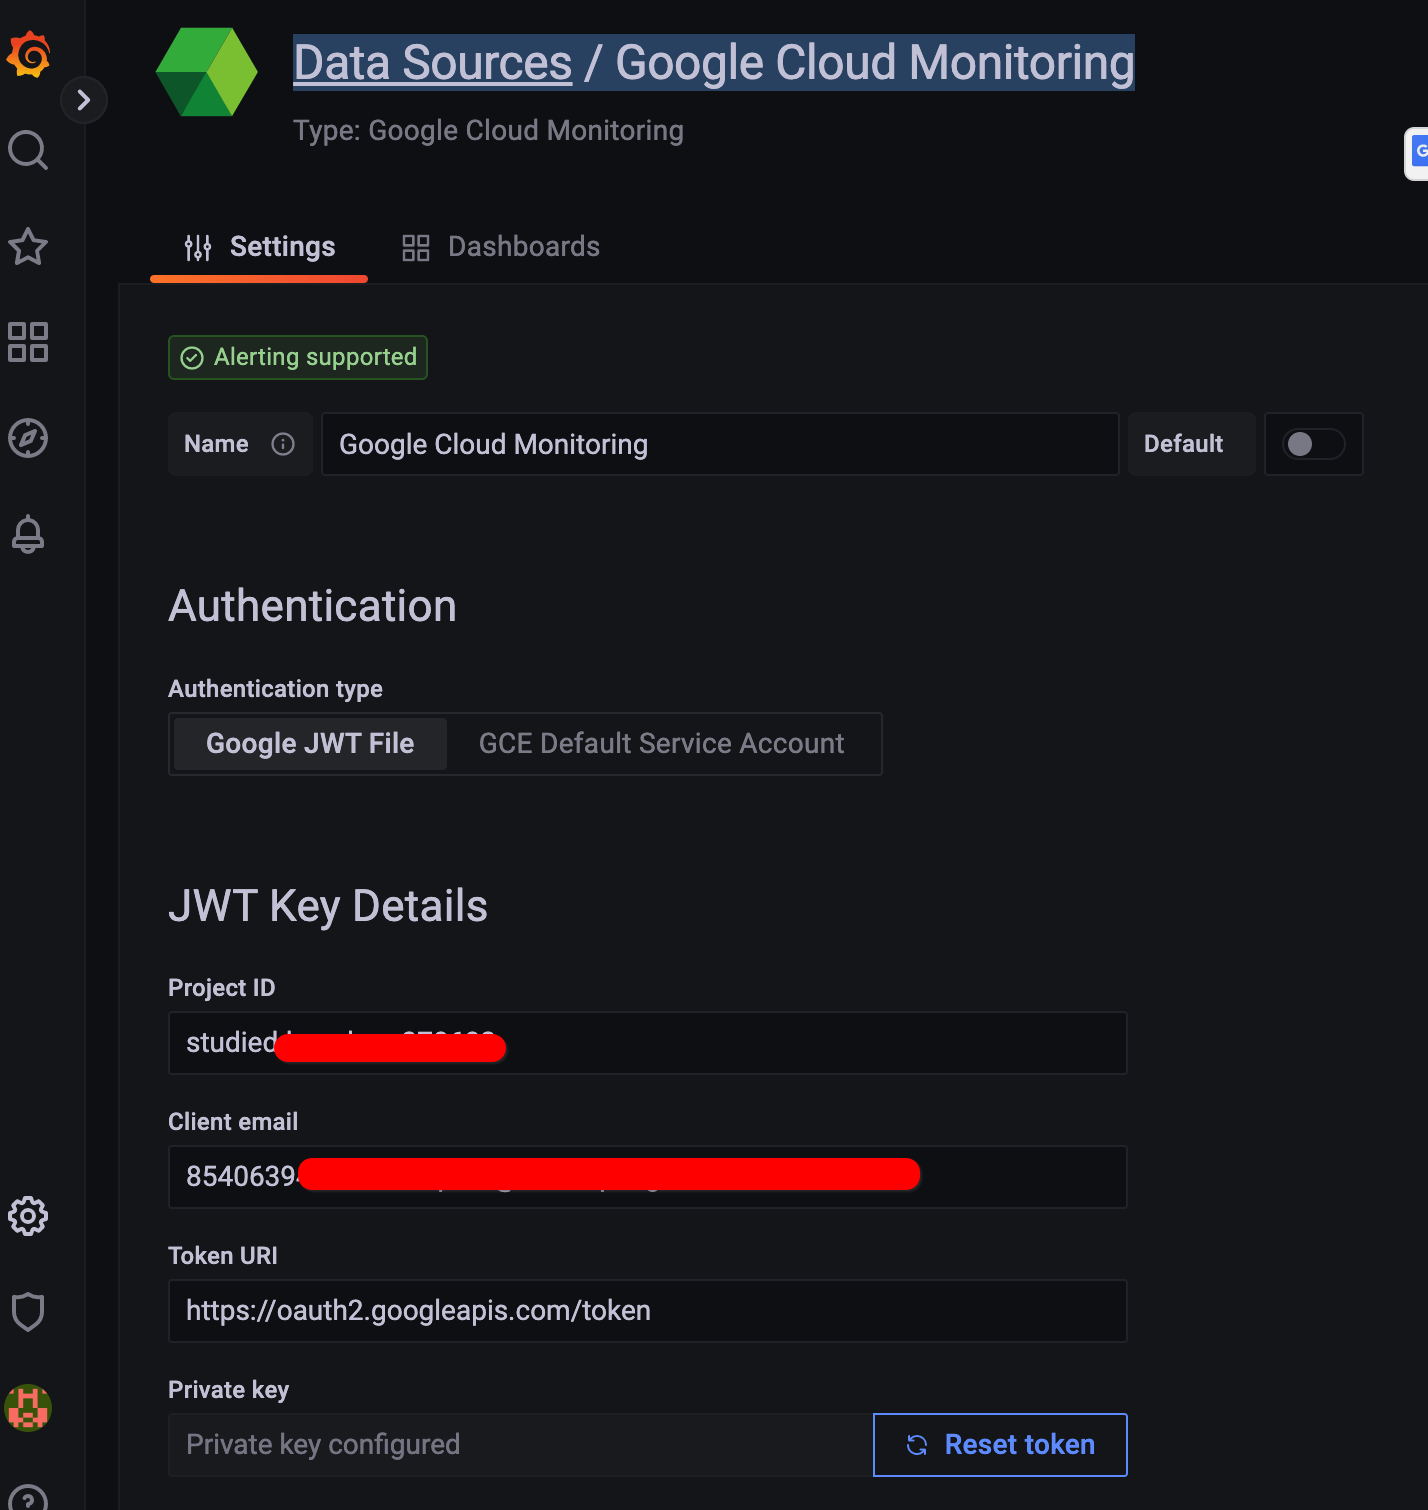 Data Sources / Google Cloud Monitoring
Type: Google Cloud Monitoring
G
Settings
Dashboards
Alerting supported
Name
Google Cloud Monitoring
Default
Authentication
Authentication type
Google JWT File
GCE Default Service Account
JWT Key Details
Project ID
studied
Client email
8540639
Token URI
https://oauth2.googleapis.com/token
Private key
Private key configured
Reset token